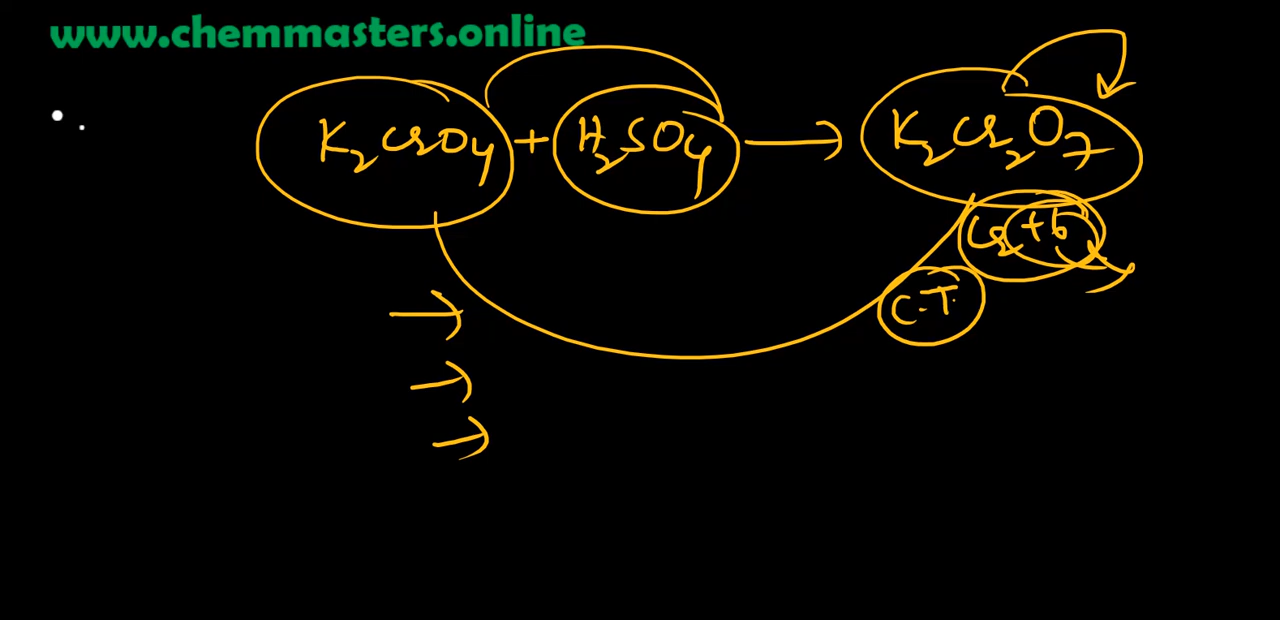 www.chemmasters.online
K₂CrO₄ + H₂SO₄ → K₂Cr₂O₇
Cr +6
C.T.